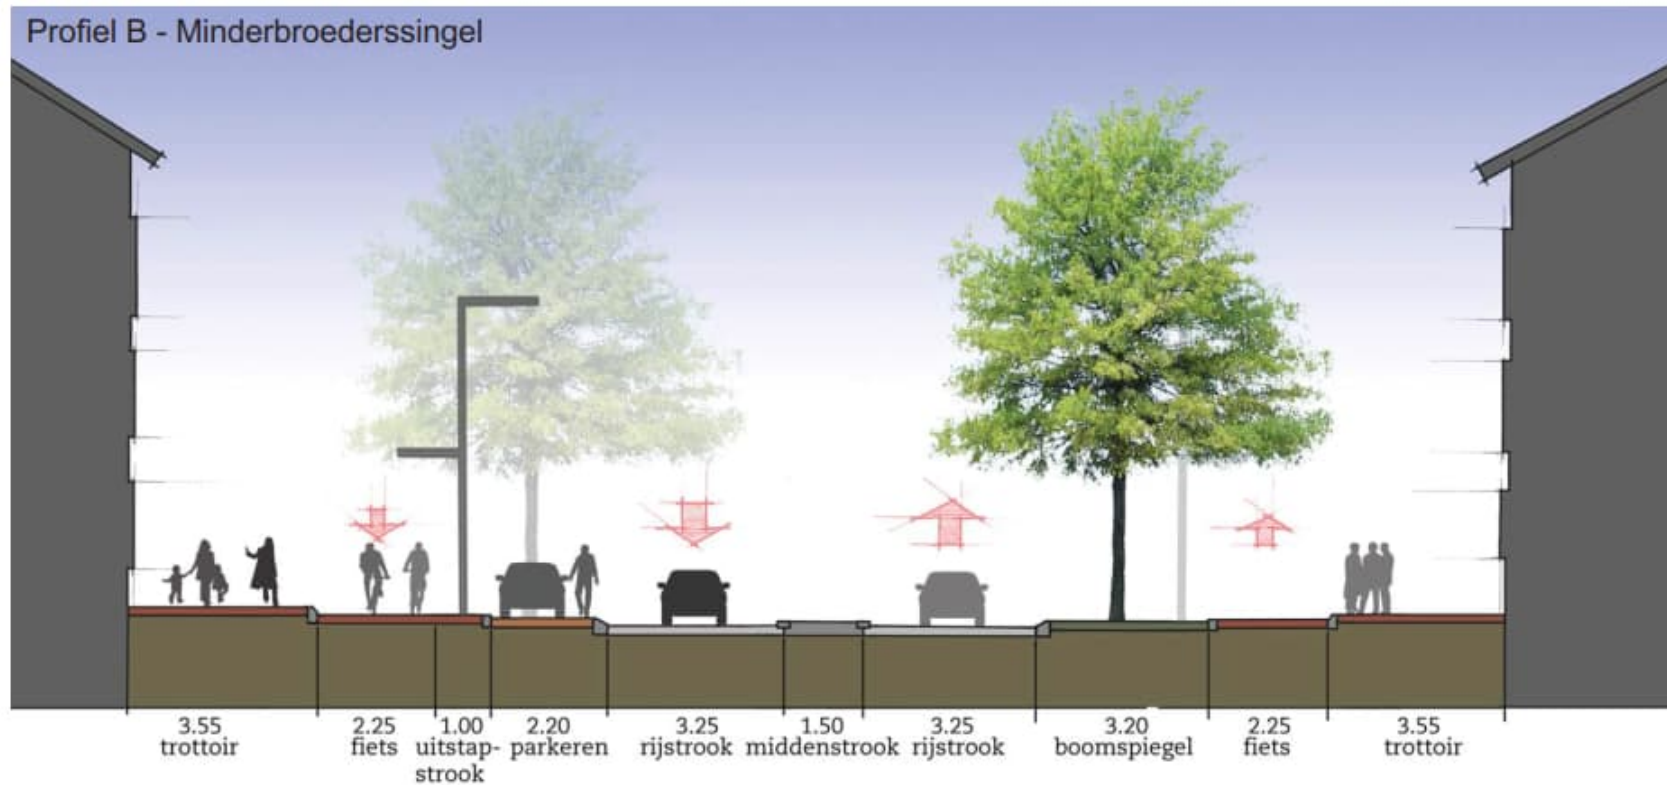 Profiel B - Minderbroederssingel
3.55 2.25 1.00 2.20 3.25 1.50 3.25 3.20 2.25 3.55
trottoir fiets uitstap- parkeren rijstrook middenstrook rijstrook boomspiegel fiets trottoir
strook